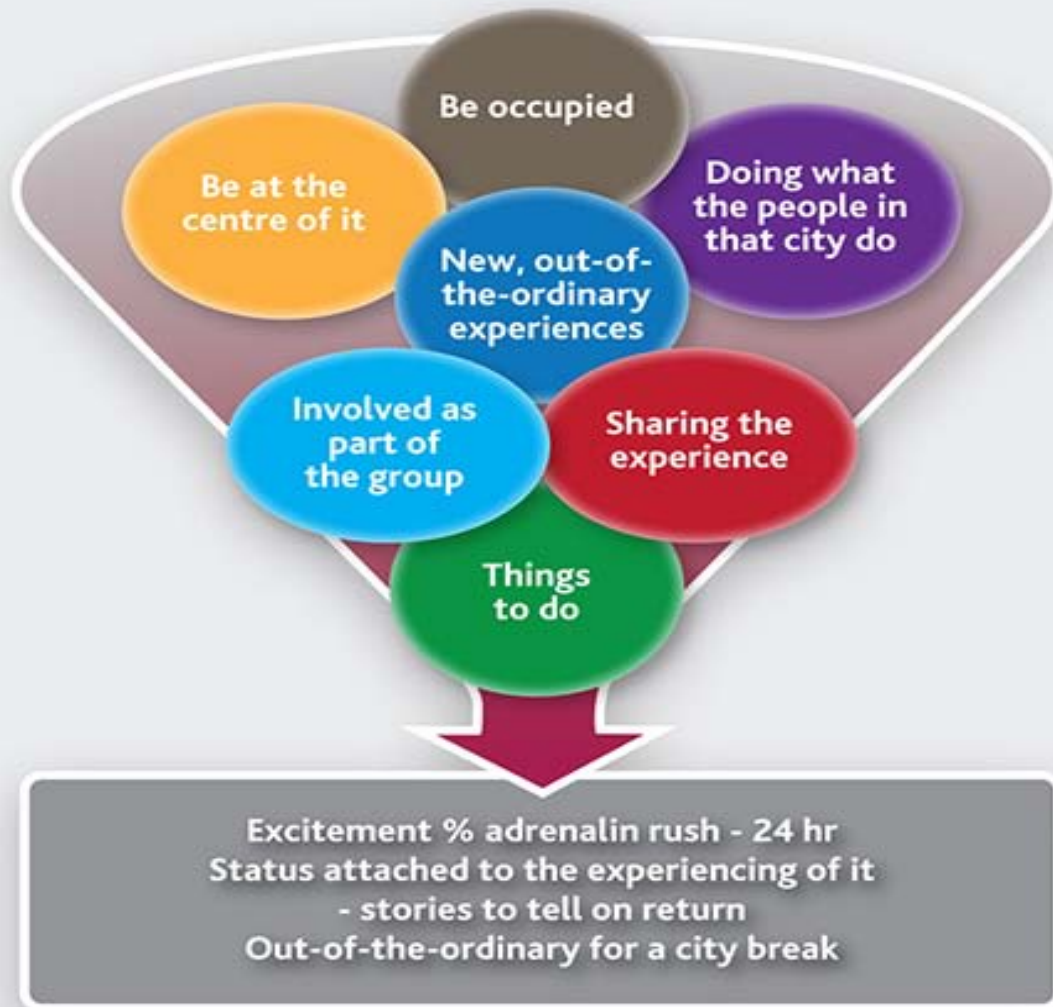 Be occupied
Be at the
centre of it
Doing what
the people in
that city do
New, out-of-
the-ordinary
experiences
Involved as
part of
the group
Sharing the
experience
Things
to do
Excitement % adrenalin rush - 24 hr
Status attached to the experiencing of it
- stories to tell on return
Out-of-the-ordinary for a city break